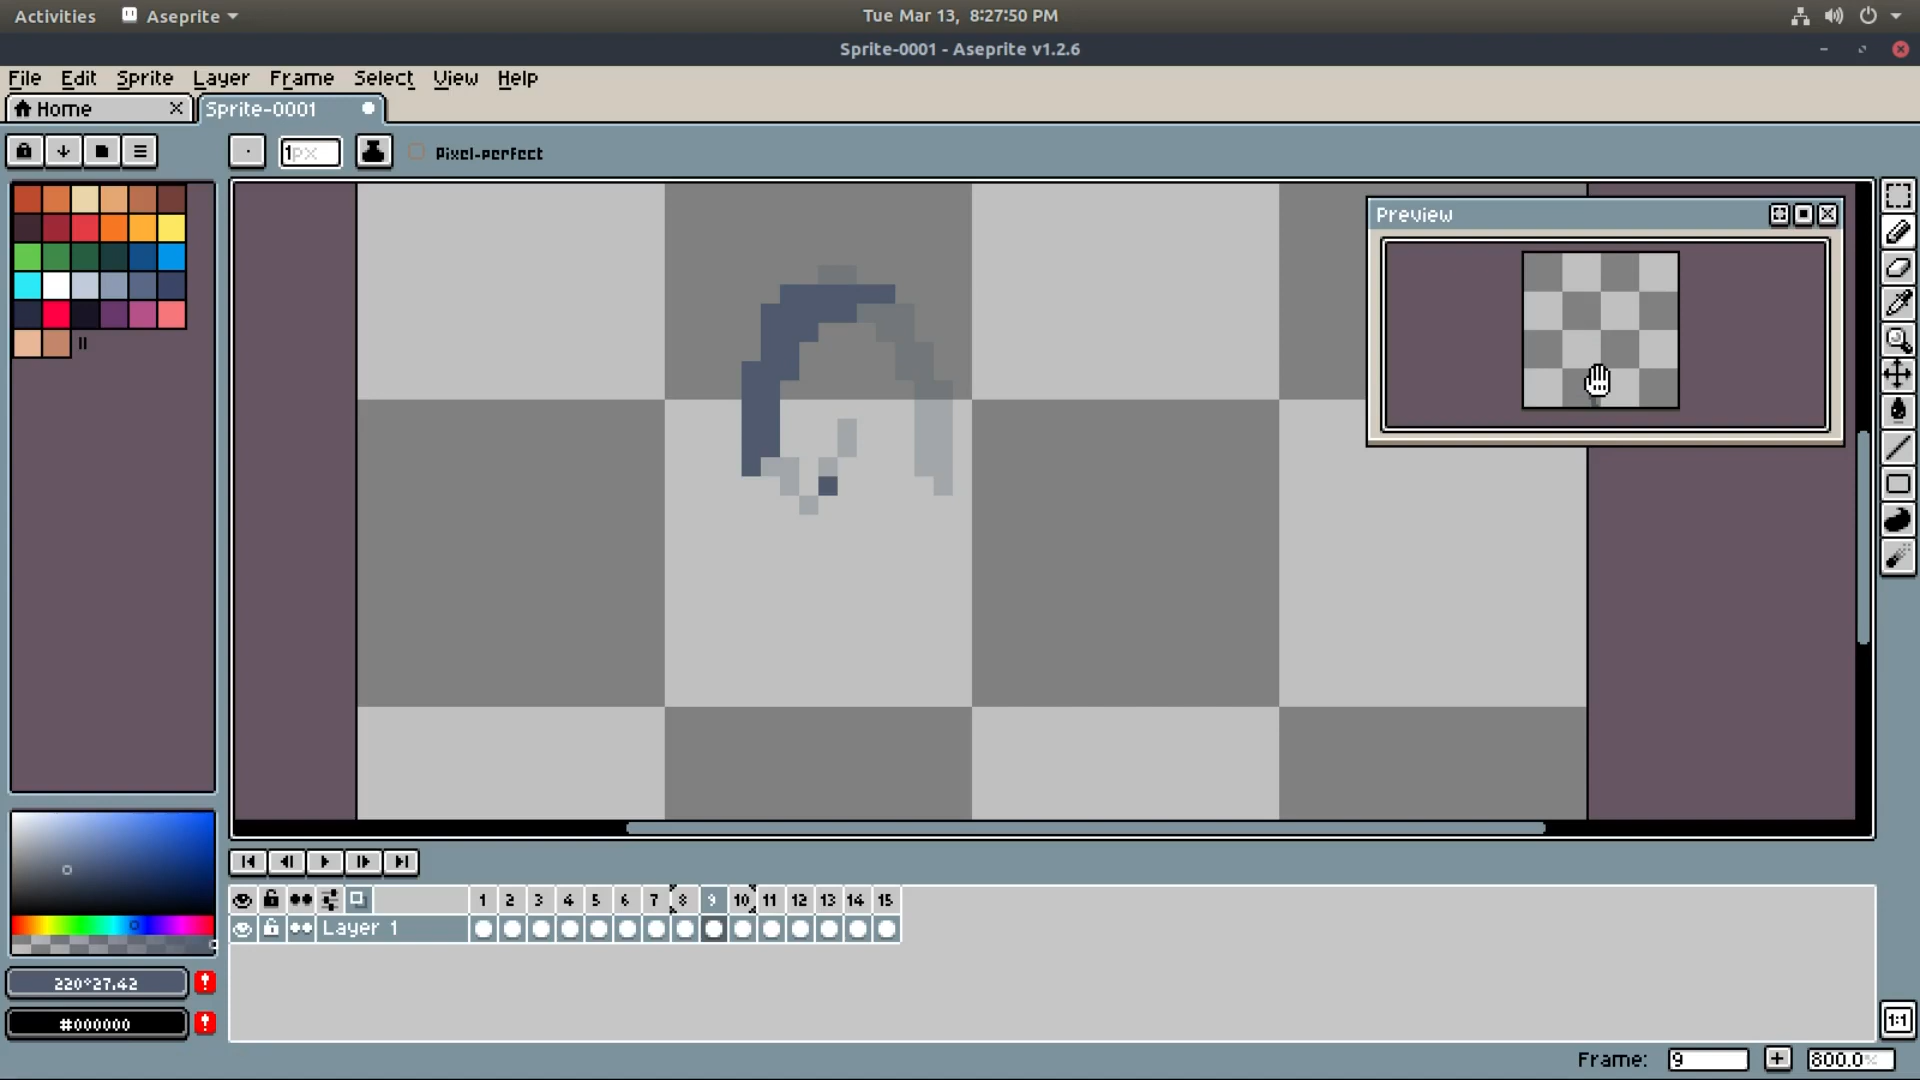 Activities Aseprite Tue Mar 13, 8:27:50 PM
Sprite-0001 - Aseprite v1.2.6
File Edit Sprite Layer Frame Select View Help
Home Sprite-0001
1px Pixel-perfect
Preview
1 2 3 4 5 6 7 8 9 10 11 12 13 14 15
Layer 1
220°27.42
#000000
1:1
Frame: 9 800.0%